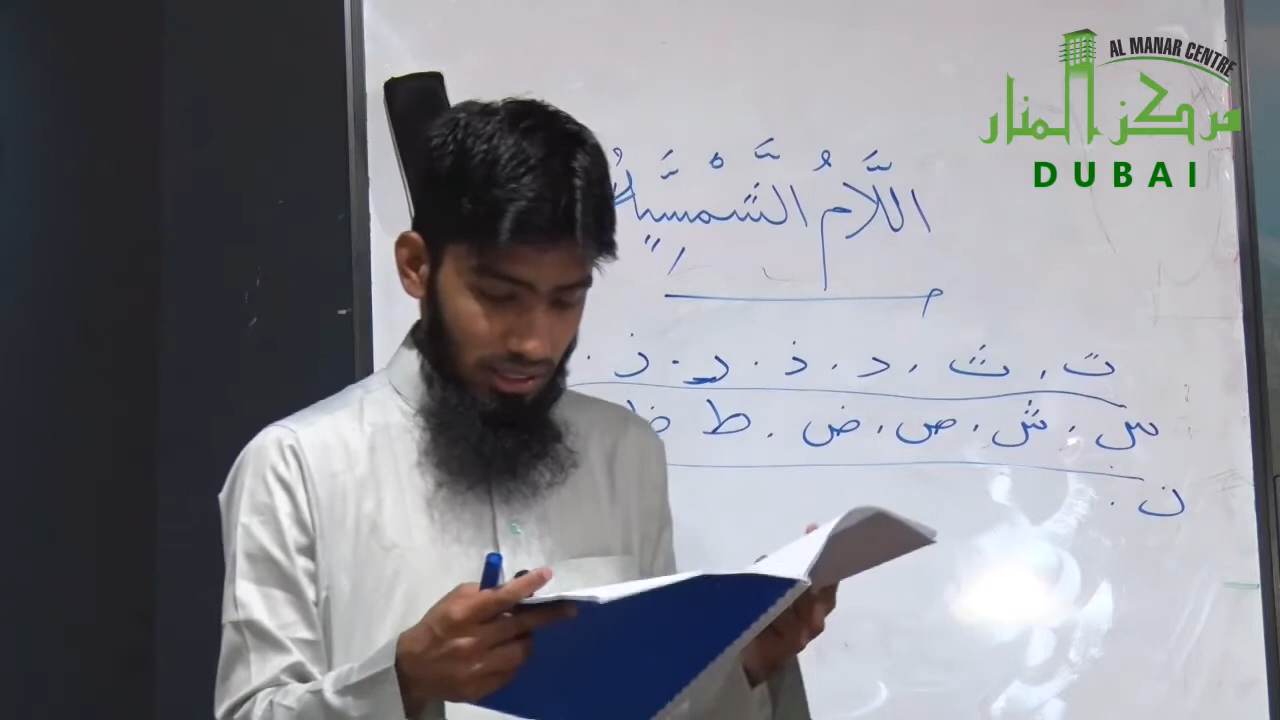 AL MANAR CENTRE
مركز المنار
DUBAI
اللَّامُ الشَّمْسِيَّةُ
ت. ث. د. ذ. ر. ز.
س. ش. ص. ض. ط ظ
ن.